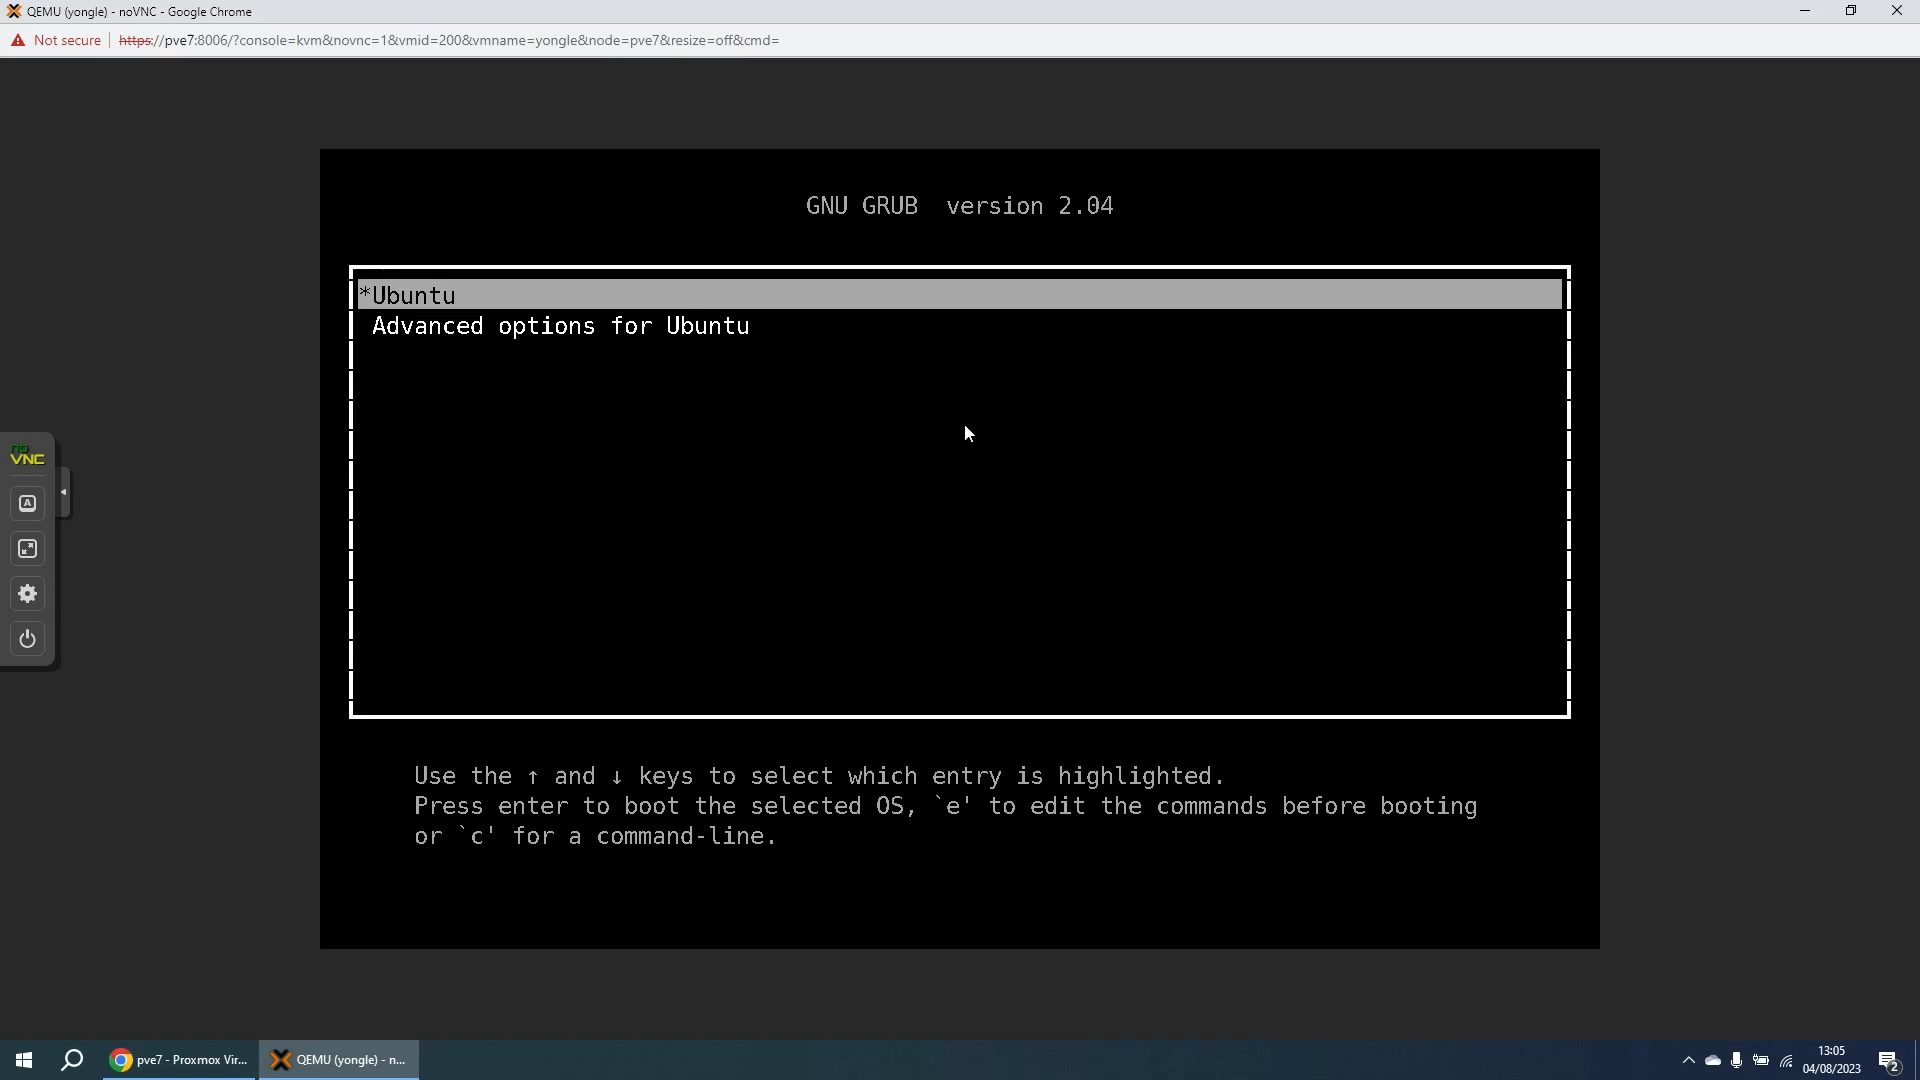 QEMU (yongle) - noVNC - Google Chrome
Not secure
https://pve7:8006/?console=kvm&novnc=1&vmid=200&vmname=yongle&node=pve7&resize=off&cmd=
GNU GRUB  version 2.04
*Ubuntu
Advanced options for Ubuntu
no
VNC
A
Use the ↑ and ↓ keys to select which entry is highlighted.
Press enter to boot the selected OS, `e' to edit the commands before booting
or `c' for a command-line.
pve7 - Proxmox Vir...
QEMU (yongle) - n...
13:05
04/08/2023
2